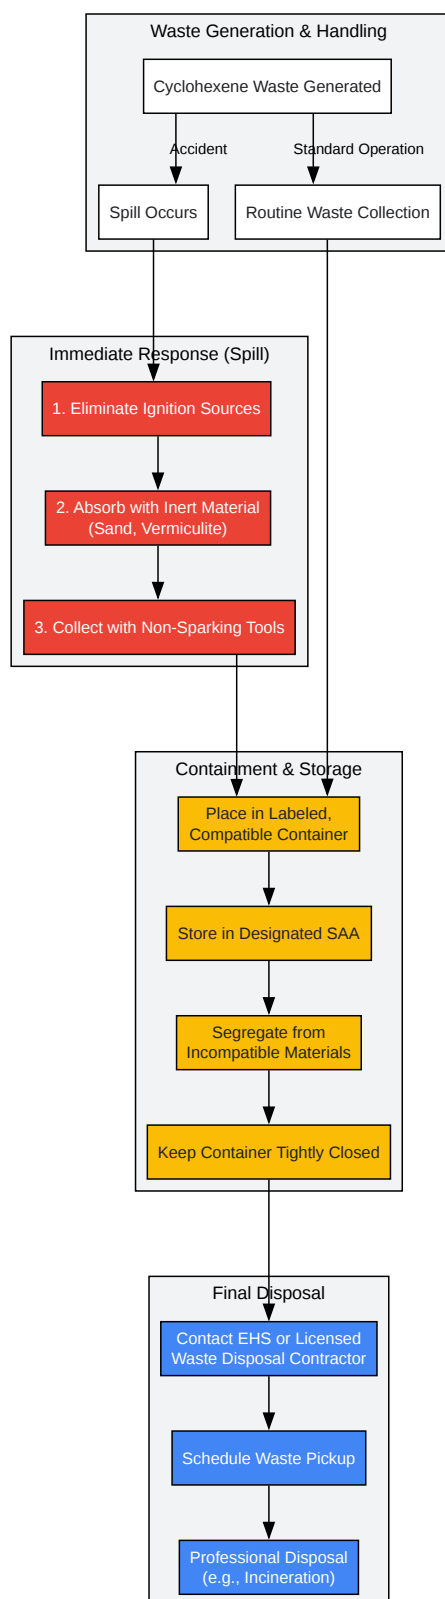 Waste Generation & Handling
Cyclohexene Waste Generated
Accident
Standard Operation
Spill Occurs
Routine Waste Collection
Immediate Response (Spill)
1. Eliminate Ignition Sources
2. Absorb with Inert Material
(Sand, Vermiculite)
3. Collect with Non-Sparking Tools
Containment & Storage
Place in Labeled,
Compatible Container
Store in Designated SAA
Segregate from
Incompatible Materials
Keep Container Tightly Closed
Final Disposal
Contact EHS or Licensed
Waste Disposal Contractor
Schedule Waste Pickup
Professional Disposal
(e.g., Incineration)